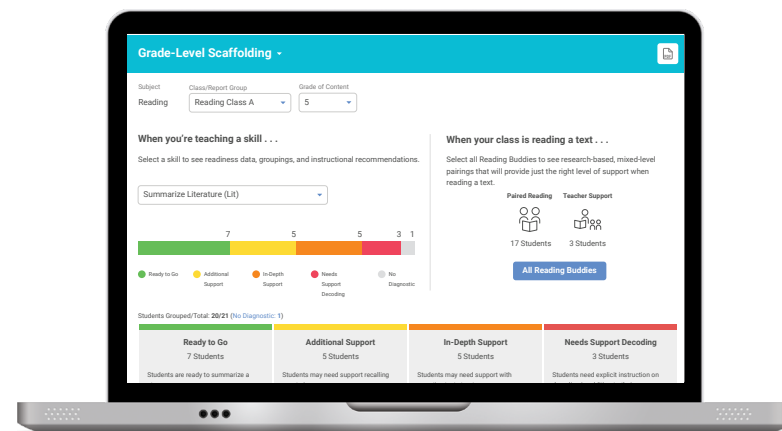 Grade-Level Scaffolding
PDF
Subject
Class/Report Group
Grade of Content
Reading
Reading Class A
5
When you're teaching a skill . . .
Select a skill to see readiness data, groupings, and instructional recommendations.
Summarize Literature (Lit)
7 5 5 3 1
Ready to Go
Additional
Support
In-Depth
Support
Needs
Support
Decoding
No
Diagnostic
When your class is reading a text . . .
Select all Reading Buddies to see research-based, mixed-level
pairings that will provide just the right level of support when
reading a text.
Paired Reading
Teacher Support
17 Students
3 Students
All Reading Buddies
Students Grouped/Total: 20/21 (No Diagnostic: 1)
Ready to Go
7 Students
Students are ready to summarize a
Additional Support
5 Students
Students may need support recalling
In-Depth Support
5 Students
Students may need support with
Needs Support Decoding
3 Students
Students need explicit instruction on